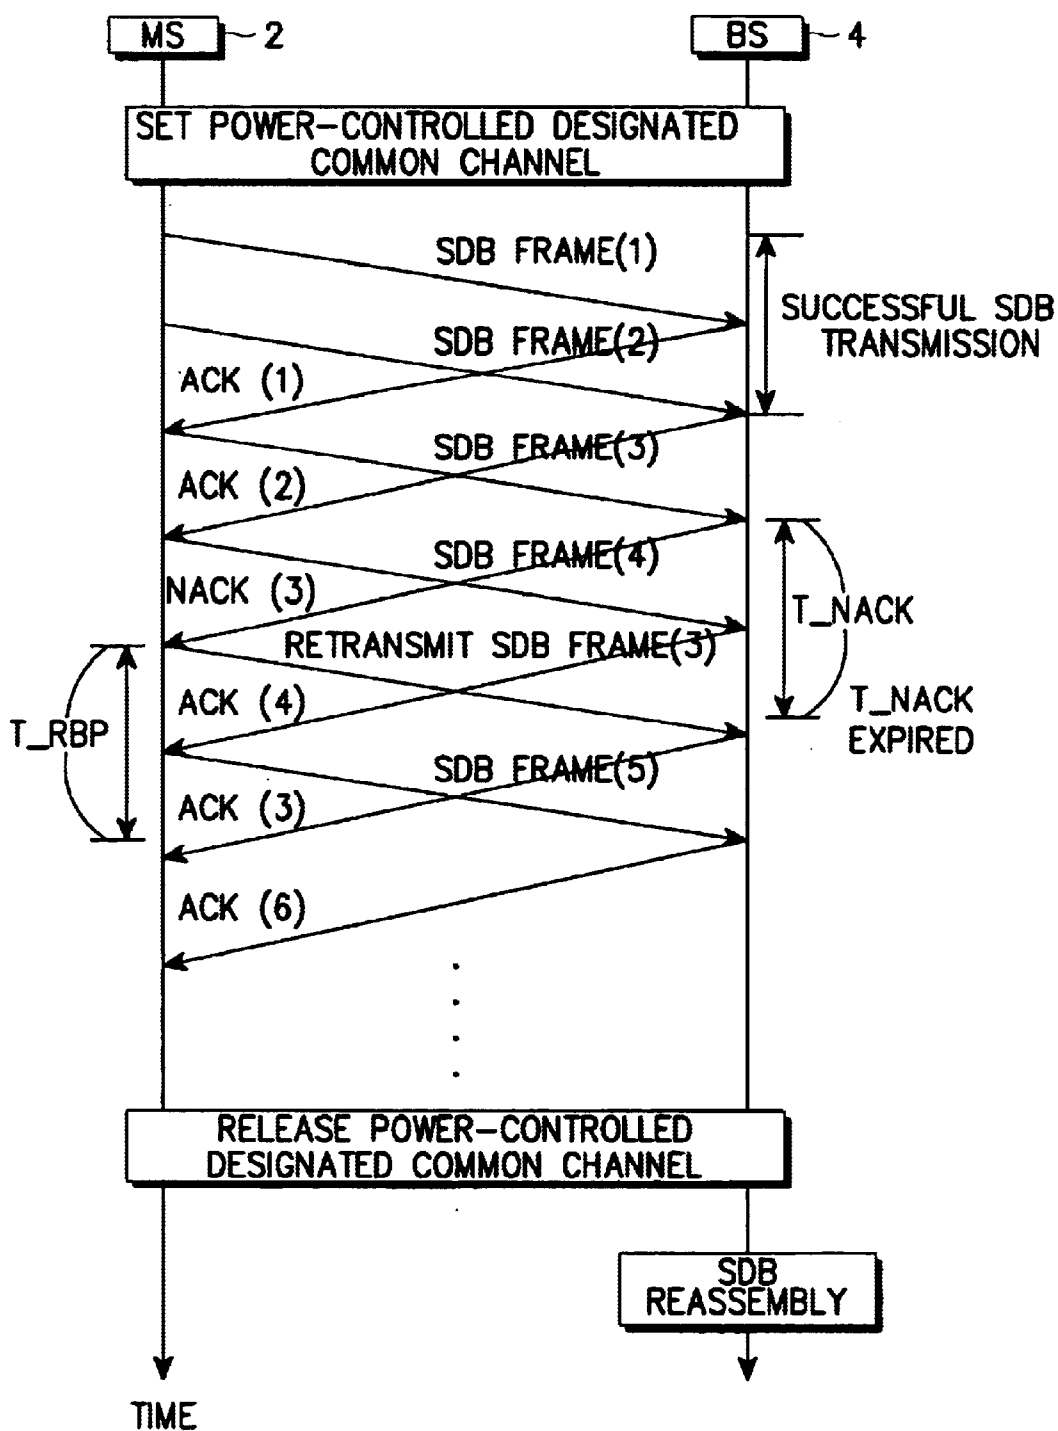 MS 2
BS 4
SET POWER-CONTROLLED DESIGNATED
COMMON CHANNEL
SDB FRAME(1)
SUCCESSFUL SDB
TRANSMISSION
SDB FRAME(2)
ACK (1)
SDB FRAME(3)
ACK (2)
SDB FRAME(4)
NACK (3)
T_NACK
RETRANSMIT SDB FRAME(3)
ACK (4)
T_NACK
EXPIRED
T_RBP
SDB FRAME(5)
ACK (3)
ACK (6)
RELEASE POWER-CONTROLLED
DESIGNATED COMMON CHANNEL
SDB
REASSEMBLY
TIME